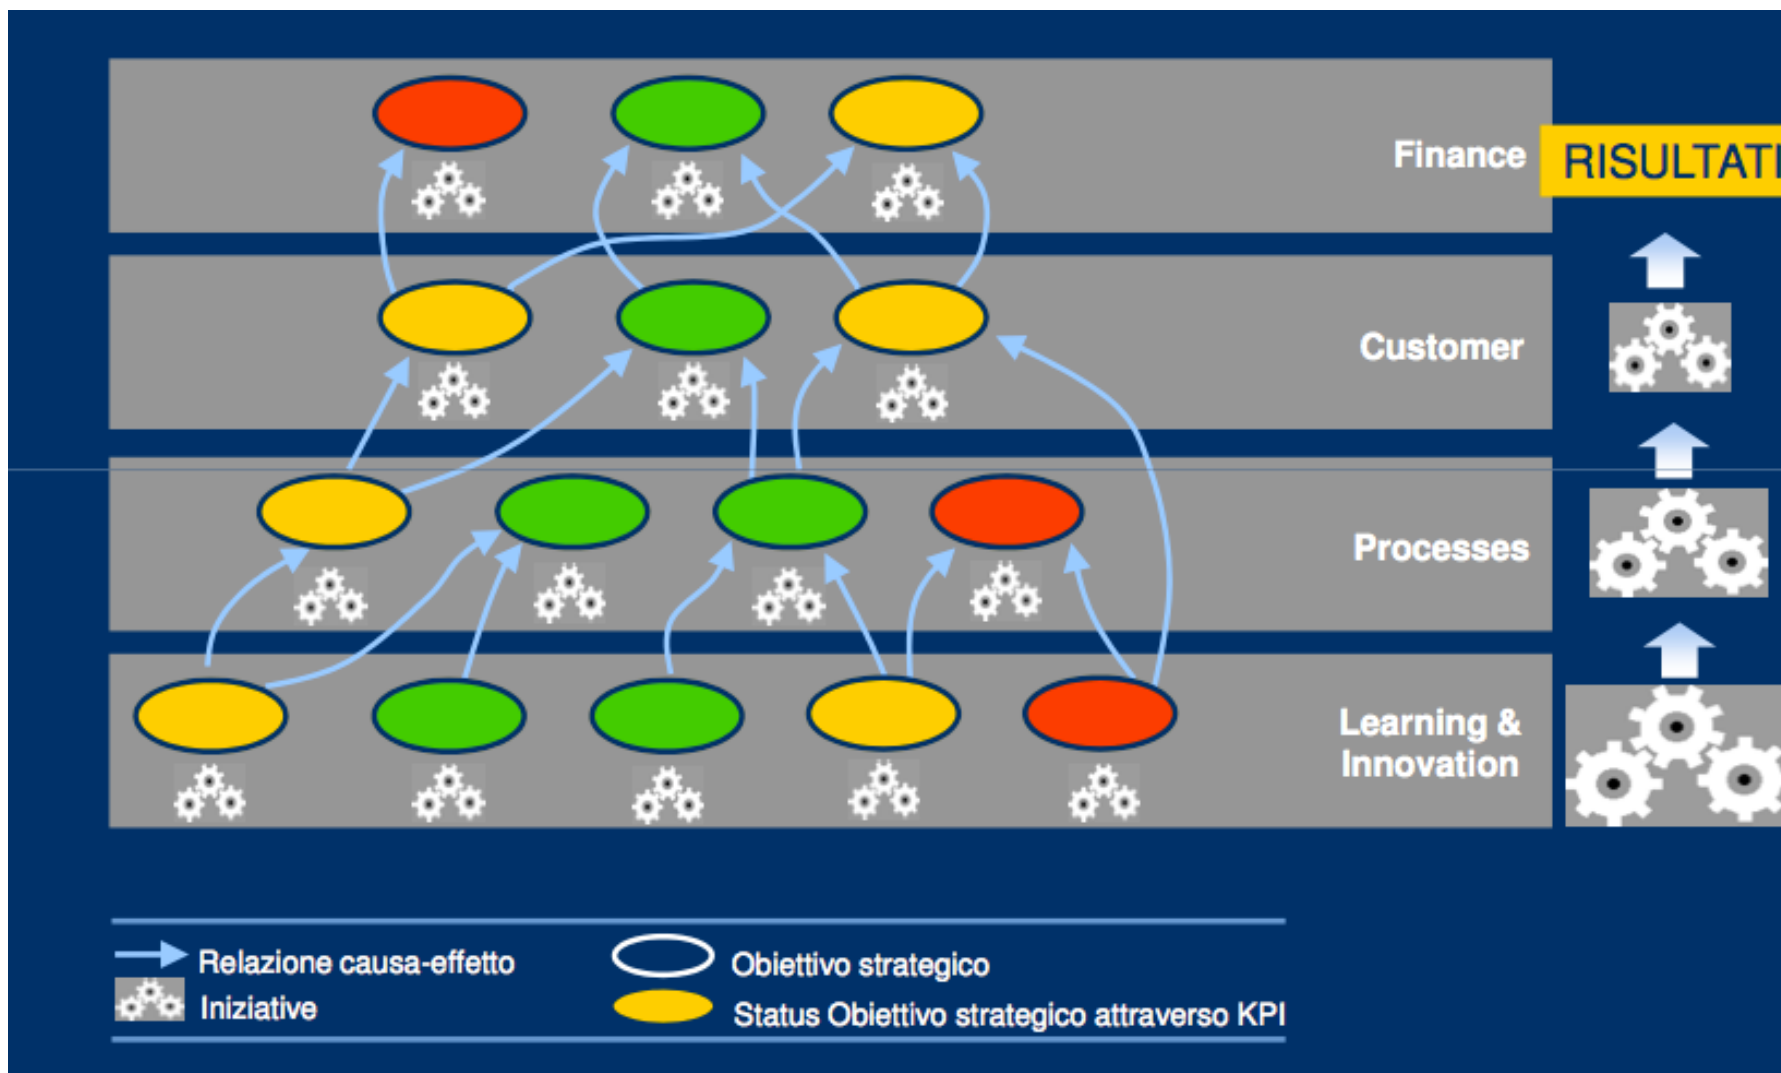 Finance
RISULTATI
Customer
Processes
Learning &
Innovation
Relazione causa-effetto
Obiettivo strategico
Iniziative
Status Obiettivo strategico attraverso KPI